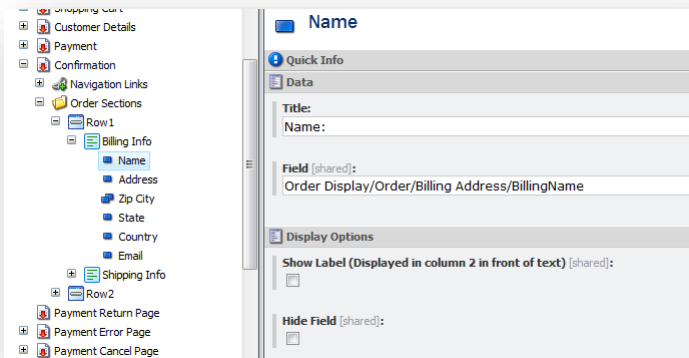 Shopping Cart
Customer Details
Payment
Confirmation
Navigation Links
Order Sections
Row1
Billing Info
Name
Address
Zip City
State
Country
Email
Shipping Info
Row2
Payment Return Page
Payment Error Page
Payment Cancel Page
Name
Quick Info
Data
Title:
Name:
Field [shared]:
Order Display/Order/Billing Address/BillingName
Display Options
Show Label (Displayed in column 2 in front of text) [shared]:
Hide Field [shared]: